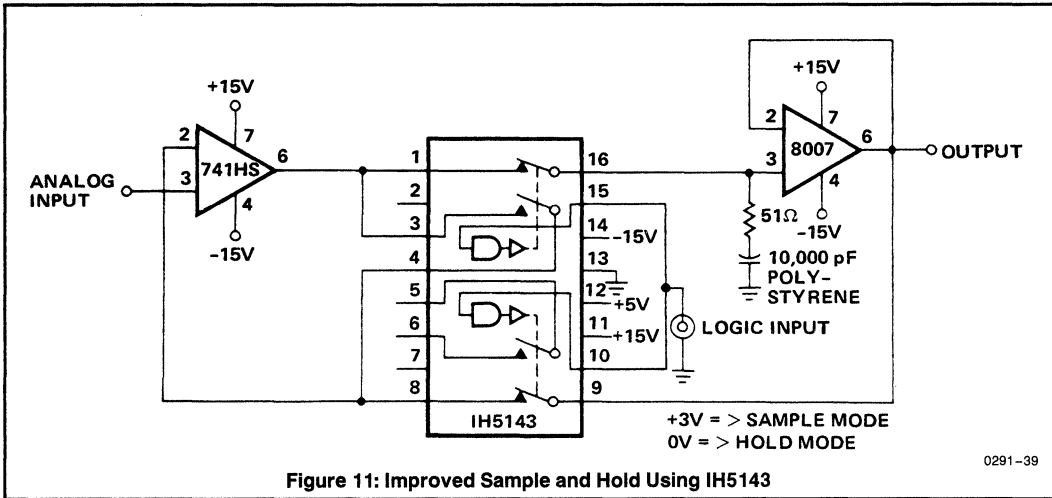 +15V
2
7
741HS
6
3
4
-15V
ANALOG
INPUT
1
2
3
4
5
6
7
8
16
15
14
-15V
13
12
+5V
11
+15V
10
9
IH5143
+15V
2
7
8007
6
3
4
-15V
OUTPUT
51Ω
10,000 pF
POLY-
STYRENE
LOGIC INPUT
+3V = > SAMPLE MODE
0V = > HOLD MODE
0291-39
Figure 11: Improved Sample and Hold Using IH5143